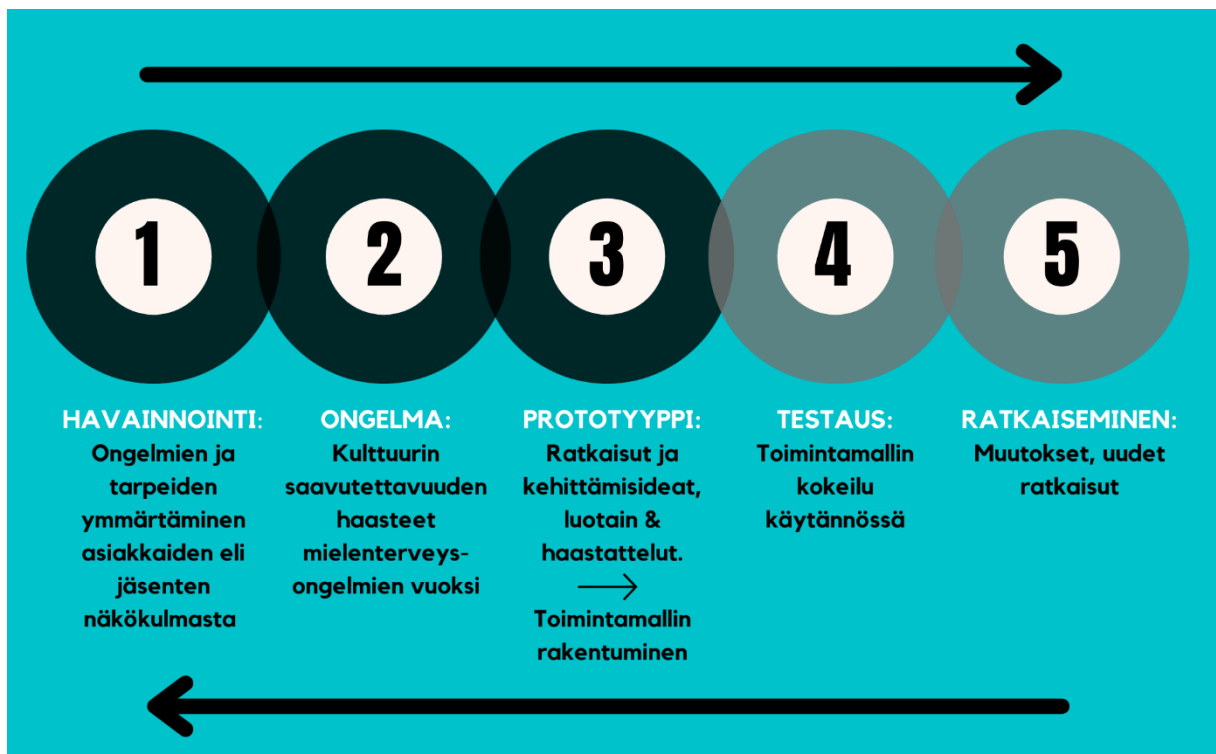 1
2
3
4
5
HAVAINNOINTI:
Ongelmien ja
tarpeiden
ymmärtäminen
asiakkaiden eli
jäsenten
näkökulmasta
ONGELMA:
Kulttuurin
saavutettavuuden
haasteet
mielenterveys-
ongelmien vuoksi
PROTOTYYPPI:
Ratkaisut ja
kehittämisideat,
luotain &
haastattelut.
Toimintamallin
rakentuminen
TESTAUS:
Toimintamallin
kokeilu
käytännössä
RATKAISEMINEN:
Muutokset, uudet
ratkaisut